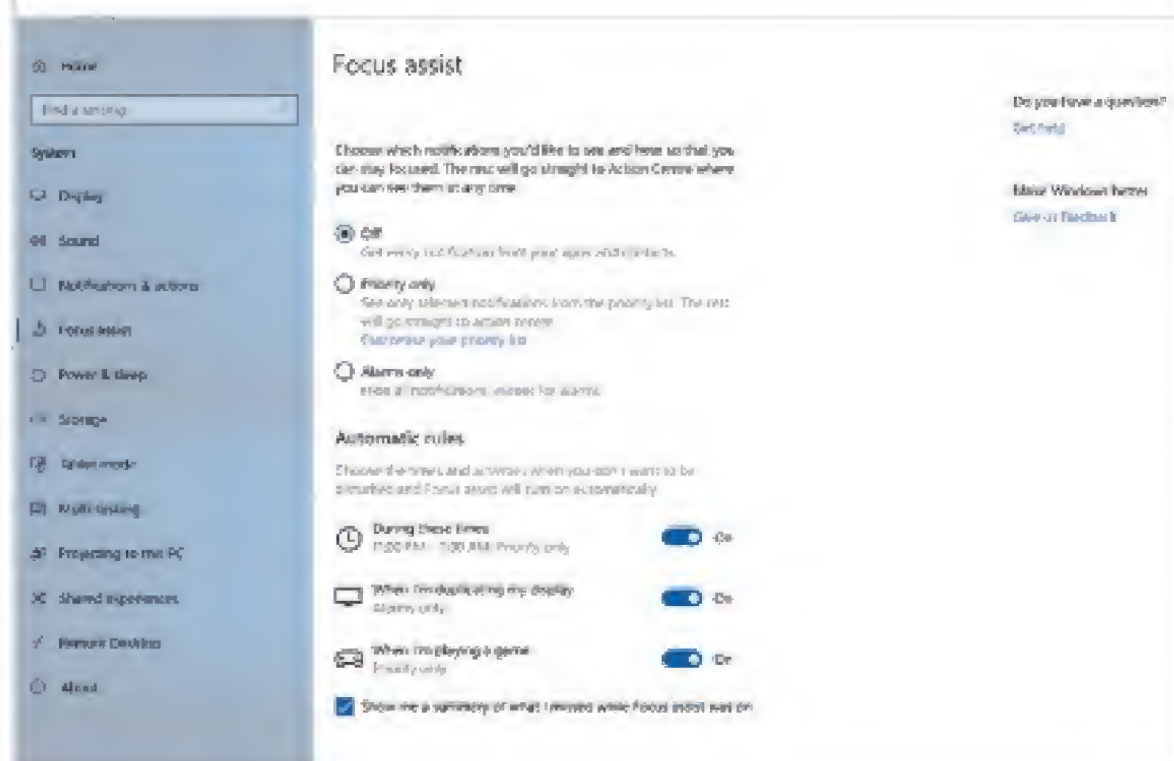 Home
Find a setting
System
Display
Sound
Notifications & actions
Focus assist
Power & sleep
Storage
Tablet mode
Multi-tasking
Projecting to this PC
Shared experiences
Remote Desktop
About
Focus assist
Choose which notifications you'd like to see and hear so that you
can stay focused. The rest will go straight to Action Centre where
you can see them at any time.
Off
Get every notification from your apps and contacts.
Priority only
See only selected notifications from the priority list. The rest
will go straight to action centre.
Customise your priority list
Alarms only
Hide all notifications, except for alarms.
Automatic rules
Choose the times and activities when you don't want to be
disturbed and Focus assist will turn on automatically.
During these times
Priority only
On
When I'm duplicating my display
Alarms only
On
When I'm playing a game
Priority only
On
Show me a summary of what I missed while Focus assist was on
Do you have a question?
Get help
Make Windows better
Give us feedback